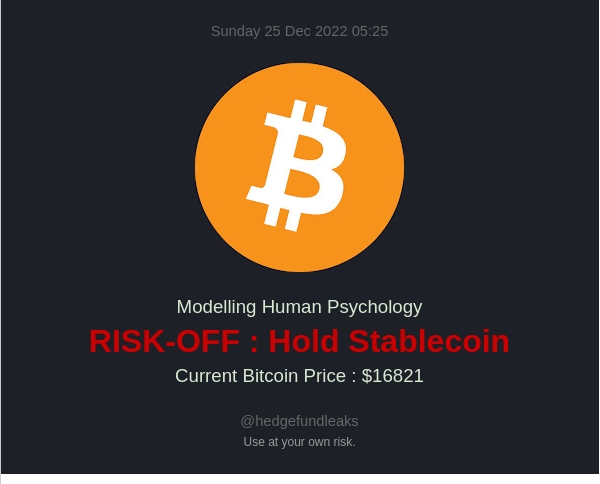 Sunday 25 Dec 2022 05:25
Modelling Human Psychology
RISK-OFF : Hold Stablecoin
Current Bitcoin Price : $16821
@hedgefundleaks
Use at your own risk.